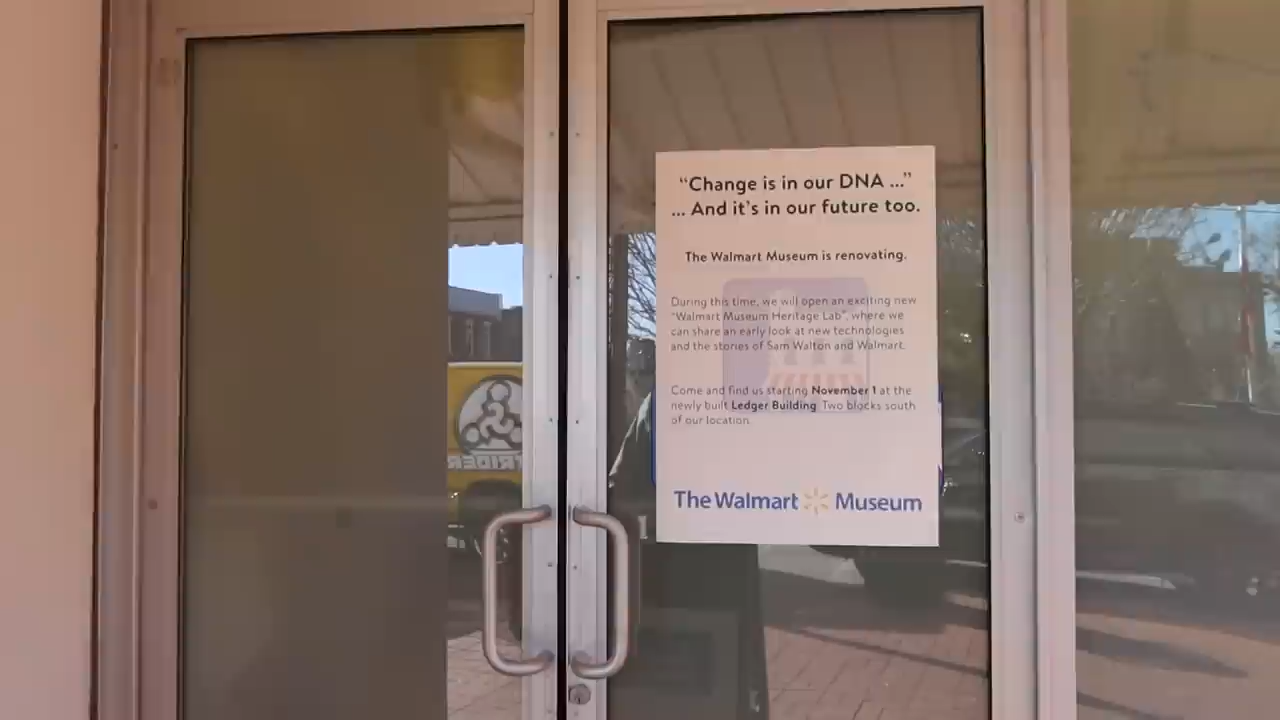 “Change is in our DNA ...”
... And it’s in our future too.
The Walmart Museum is renovating.
During this time, we will open an exciting new
“Walmart Museum Heritage Lab”, where we
can share an early look at new technologies
and the stories of Sam Walton and Walmart.
Come and find us starting November 1 at the
newly built Ledger Building. Two blocks south
of our location.
The Walmart Museum
TRIDER